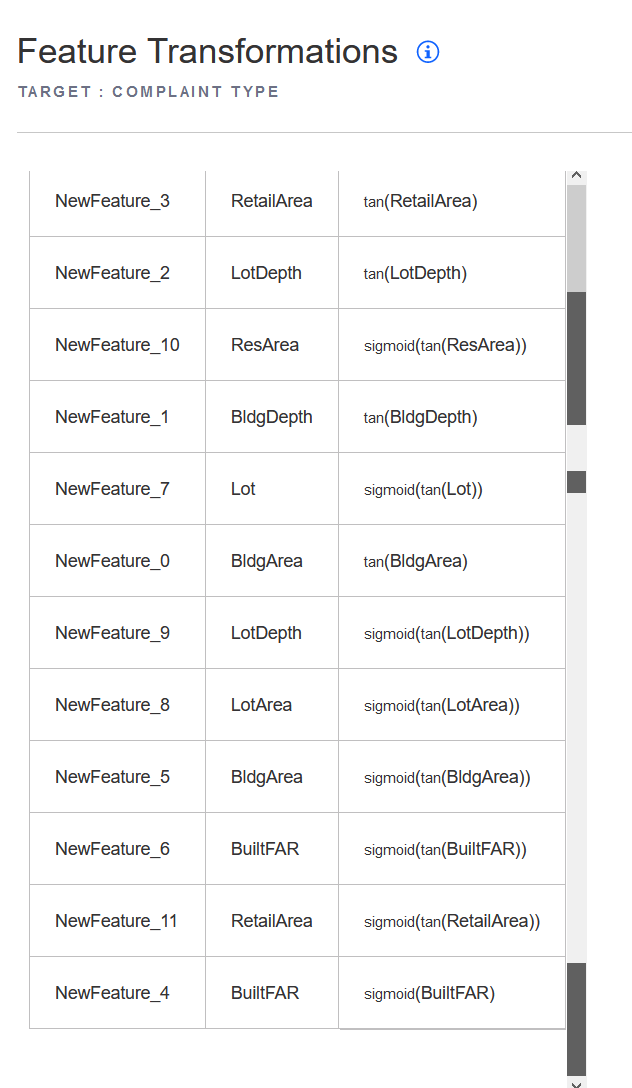 Feature Transformations
TARGET : COMPLAINT TYPE
NewFeature_3 RetailArea tan(RetailArea)
NewFeature_2 LotDepth tan(LotDepth)
NewFeature_10 ResArea sigmoid(tan(ResArea))
NewFeature_1 BldgDepth tan(BldgDepth)
NewFeature_7 Lot sigmoid(tan(Lot))
NewFeature_0 BldgArea tan(BldgArea)
NewFeature_9 LotDepth sigmoid(tan(LotDepth))
NewFeature_8 LotArea sigmoid(tan(LotArea))
NewFeature_5 BldgArea sigmoid(tan(BldgArea))
NewFeature_6 BuiltFAR sigmoid(tan(BuiltFAR))
NewFeature_11 RetailArea sigmoid(tan(RetailArea))
NewFeature_4 BuiltFAR sigmoid(BuiltFAR)